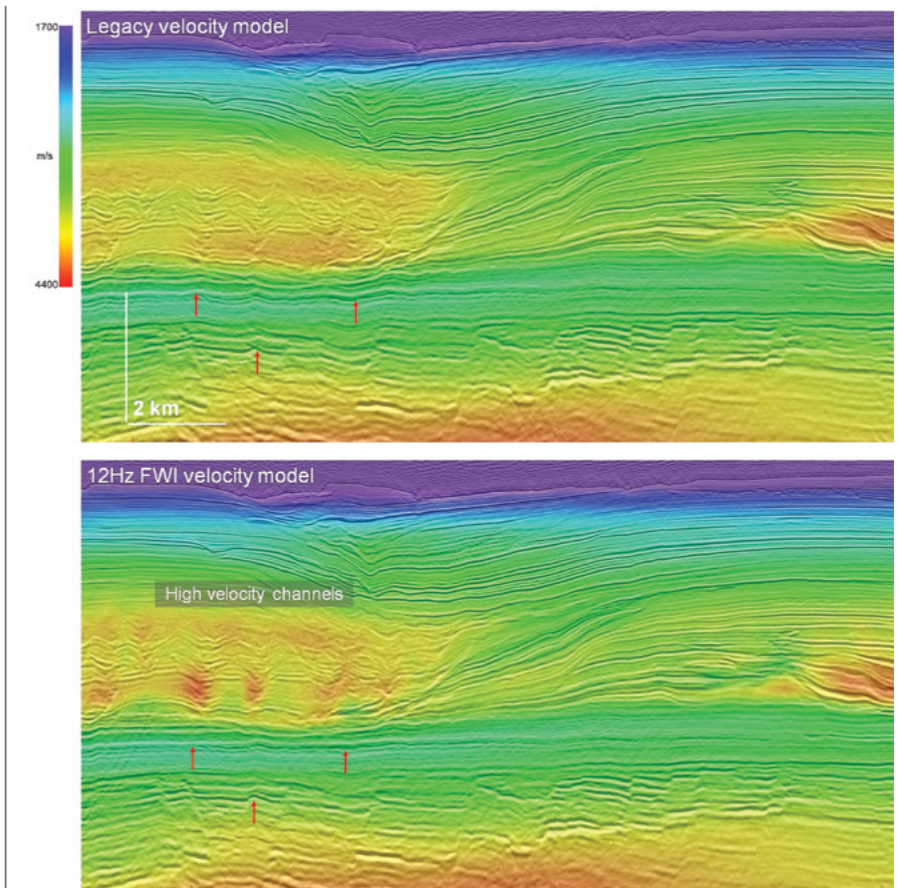 Legacy velocity model
1700
m/s
4400
2 km
12Hz FWI velocity model
High velocity channels